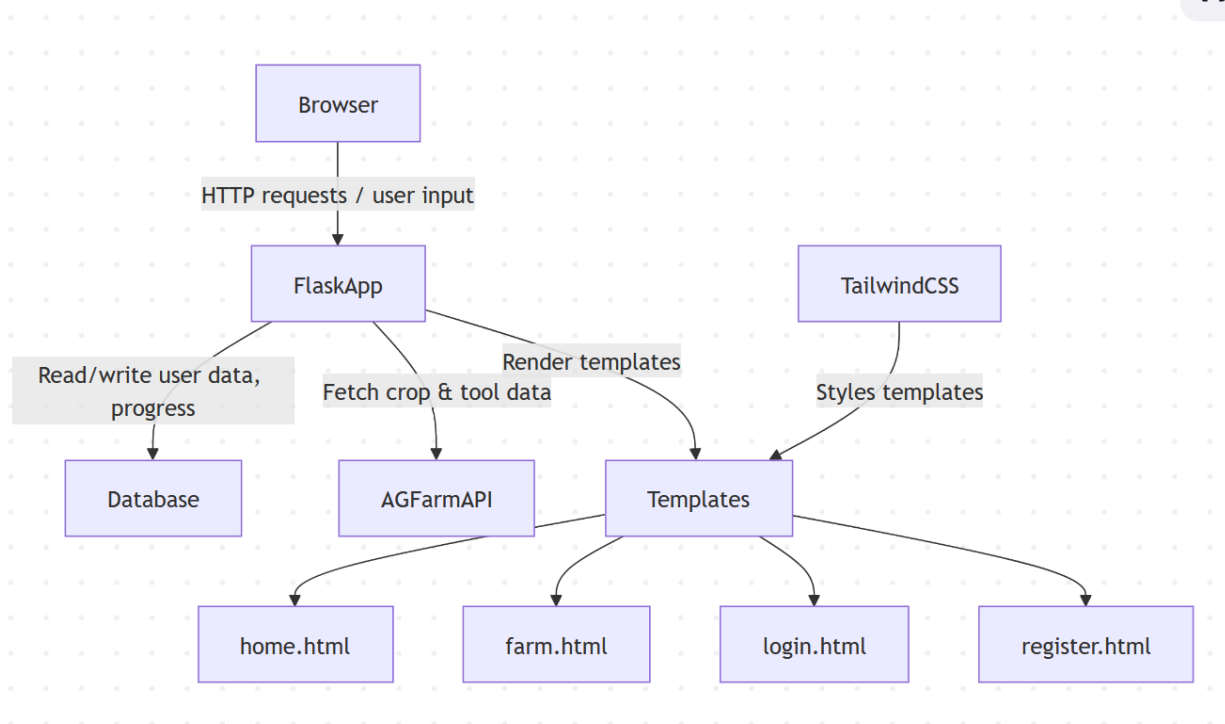 Browser
HTTP requests / user input
FlaskApp
TailwindCSS
Read/write user data,
progress
Fetch crop & tool data
Render templates
Styles templates
Database
AGFarmAPI
Templates
home.html
farm.html
login.html
register.html